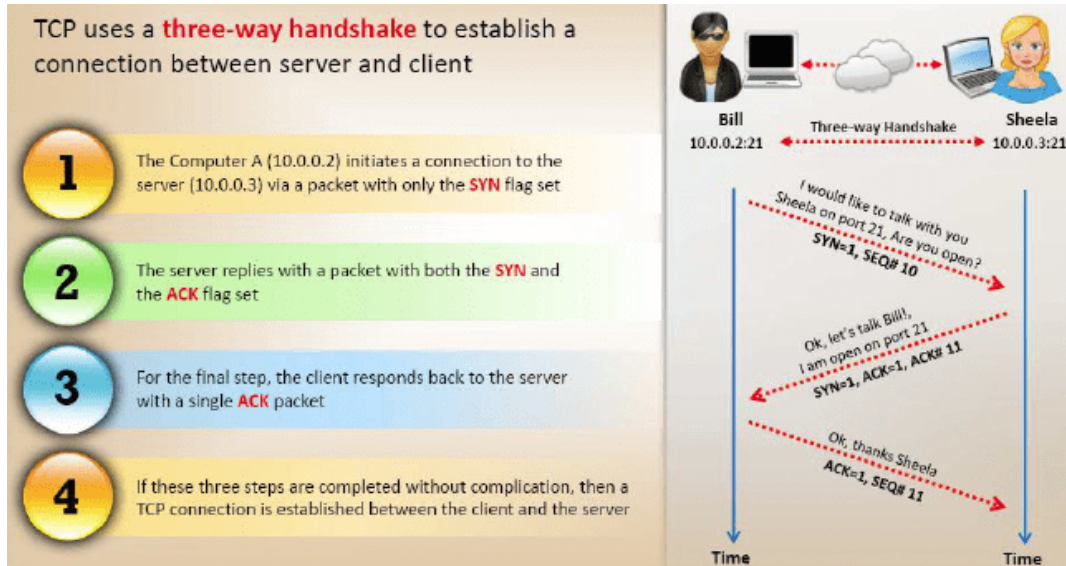 TCP uses a three-way handshake to establish a
connection between server and client
1
The Computer A (10.0.0.2) initiates a connection to the
server (10.0.0.3) via a packet with only the SYN flag set
2
The server replies with a packet with both the SYN and
the ACK flag set
3
For the final step, the client responds back to the server
with a single ACK packet
4
If these three steps are completed without complication, then a
TCP connection is established between the client and the server
Bill
Sheela
10.0.0.2:21
Three-way Handshake
10.0.0.3:21
I would like to talk with you
Sheela on port 21, Are you open?
SYN=1, SEQ# 10
Ok, let's talk Bill!,
I am open on port 21
SYN=1, ACK=1, ACK# 11
Ok, thanks Sheela
ACK=1, SEQ# 11
Time
Time